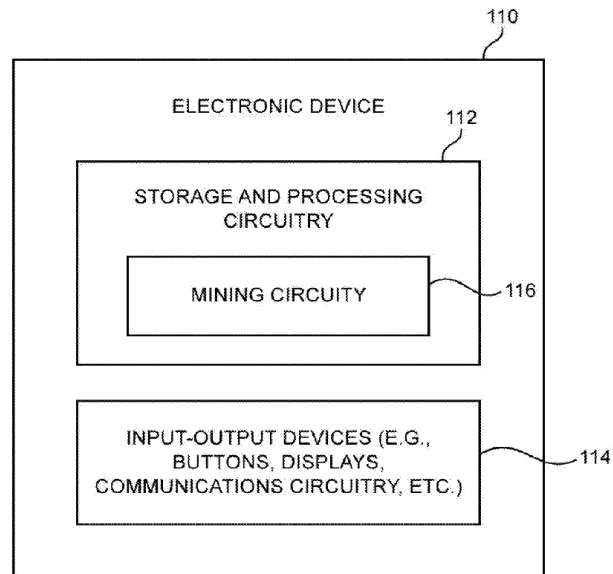 110
ELECTRONIC DEVICE
112
STORAGE AND PROCESSING
CIRCUITRY
MINING CIRCUITY
116
INPUT-OUTPUT DEVICES (E.G.,
BUTTONS, DISPLAYS,
COMMUNICATIONS CIRCUITRY, ETC.)
114